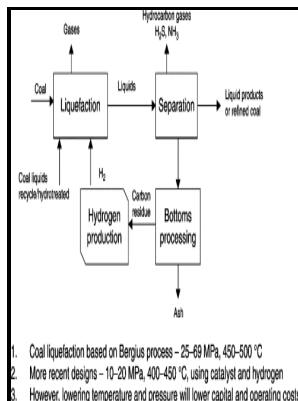 Gases
Hydrocarbon gases
H₂S, NH₃
Coal
Liquefaction
Liquids
Separation
Liquid products
or refined coal
Coal liquids
recycle/hydrotreated
H₂
Hydrogen
production
Carbon
residue
Bottoms
processing
Ash
1. Coal liquefaction based on Bergius process – 25–69 MPa, 450–500 °C
2. More recent designs – 10–20 MPa, 400–450 °C, using catalyst and hydrogen
3. However, lowering temperature and pressure will lower capital and operating costs